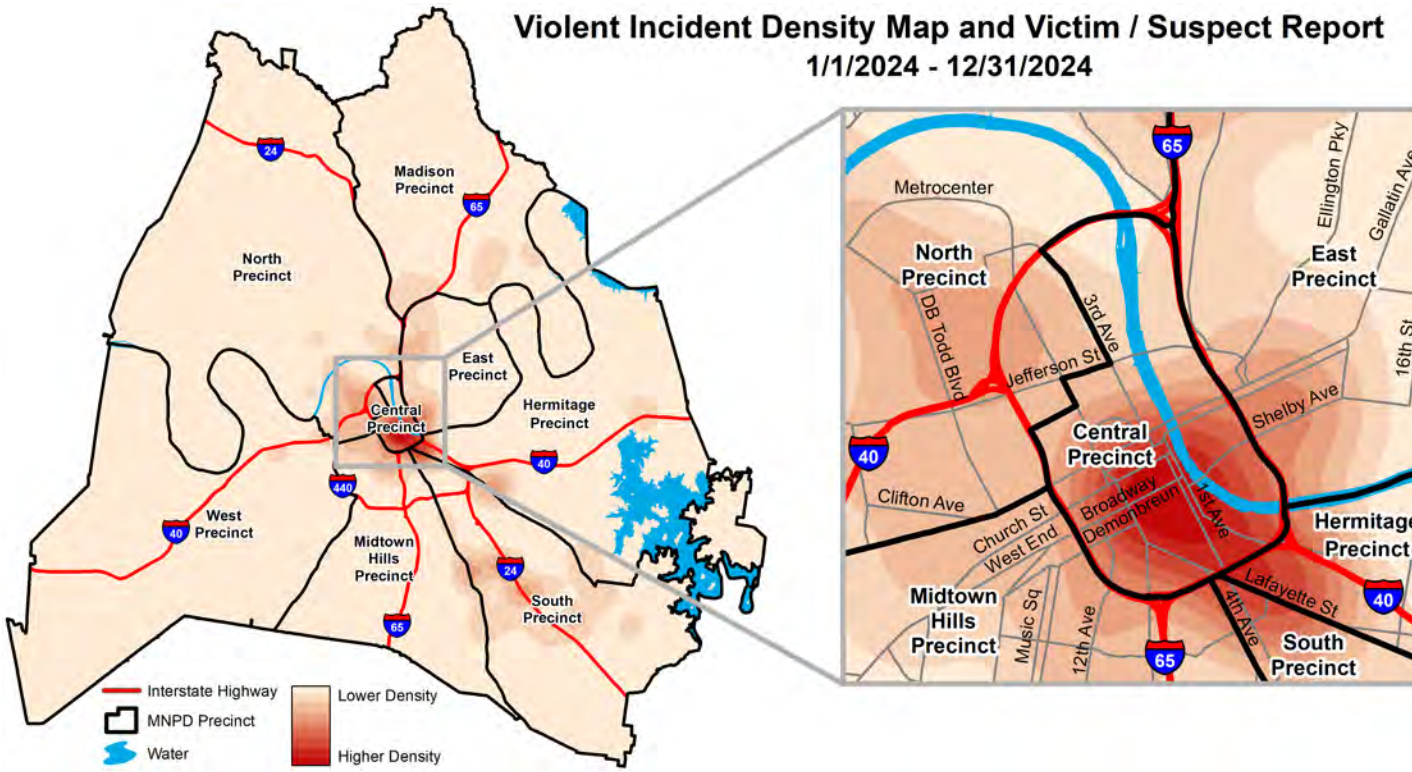 Violent Incident Density Map and Victim / Suspect Report
1/1/2024 - 12/31/2024
24
Madison
Precinct
65
North
Precinct
East
Precinct
Central
Precinct
Hermitage
Precinct
40
440
West
Precinct
40
Midtown
Hills
Precinct
24
South
Precinct
65
Interstate Highway
MNPD Precinct
Water
Lower Density
Higher Density
65
Metrocenter
Ellington Pky
Gallatin Ave
North
Precinct
East
Precinct
DB Todd Blvd
3rd Ave
16th St
Jefferson St
Shelby Ave
Central
Precinct
40
Clifton Ave
Broadway
Demonbreun
1st Ave
Church St
West End
Hermitage
Precinct
Midtown
Hills
Precinct
Music Sq
12th Ave
4th Ave
Lafayette St
40
South
Precinct
65